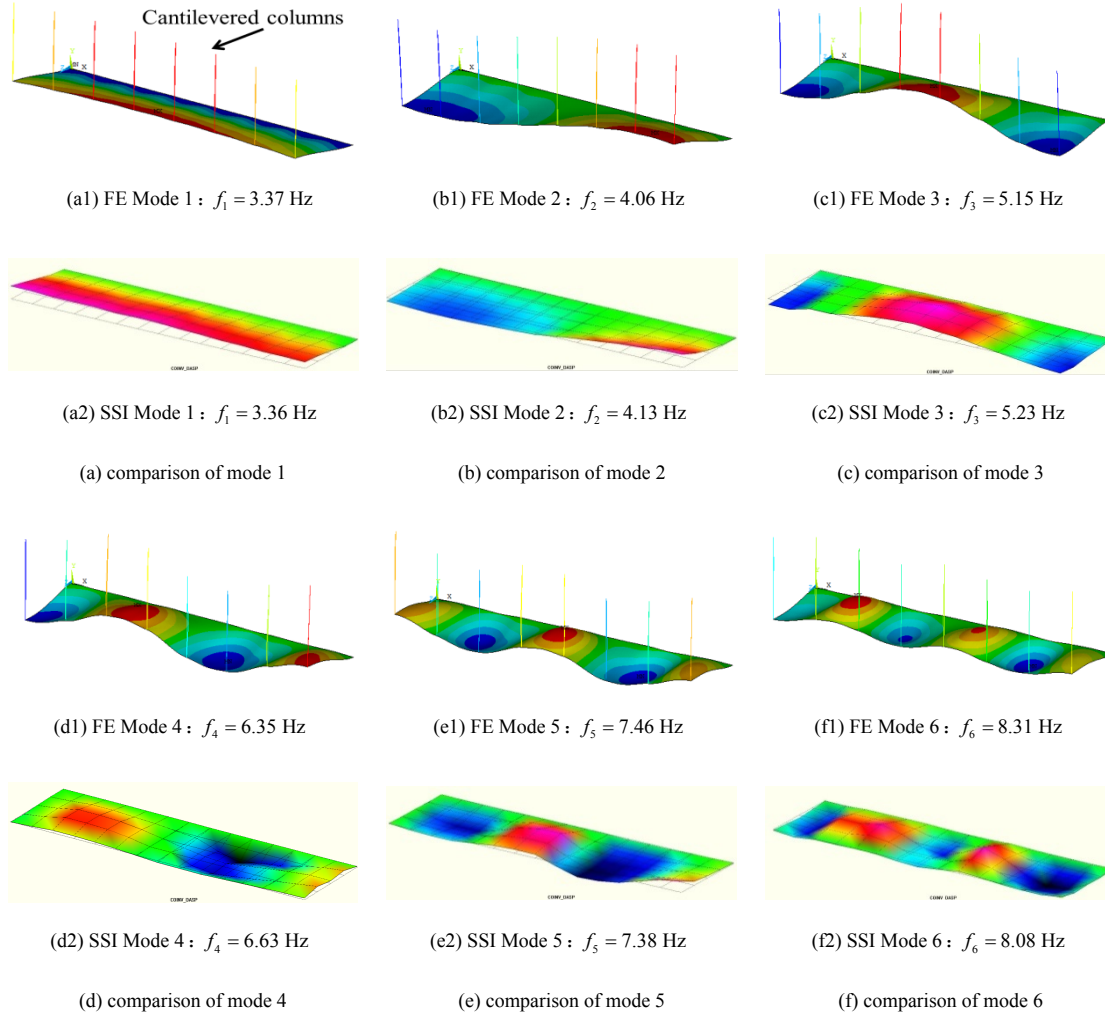 Cantilevered columns
(a1) FE Mode 1：f₁ = 3.37 Hz
(b1) FE Mode 2：f₂ = 4.06 Hz
(c1) FE Mode 3：f₃ = 5.15 Hz
COINV_DASP
COINV_DASP
COINV_DASP
(a2) SSI Mode 1：f₁ = 3.36 Hz
(b2) SSI Mode 2：f₂ = 4.13 Hz
(c2) SSI Mode 3：f₃ = 5.23 Hz
(a) comparison of mode 1
(b) comparison of mode 2
(c) comparison of mode 3
X
X
X
(d1) FE Mode 4：f₄ = 6.35 Hz
(e1) FE Mode 5：f₅ = 7.46 Hz
(f1) FE Mode 6：f₆ = 8.31 Hz
COINV_DASP
COINV_DASP
COINV_DASP
(d2) SSI Mode 4：f₄ = 6.63 Hz
(e2) SSI Mode 5：f₅ = 7.38 Hz
(f2) SSI Mode 6：f₆ = 8.08 Hz
(d) comparison of mode 4
(e) comparison of mode 5
(f) comparison of mode 6